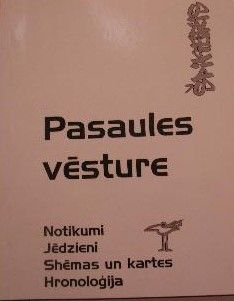 Pasaules
vēsture
Notikumi
Jēdzieni
Shēmas un kartes
Hronoloģija